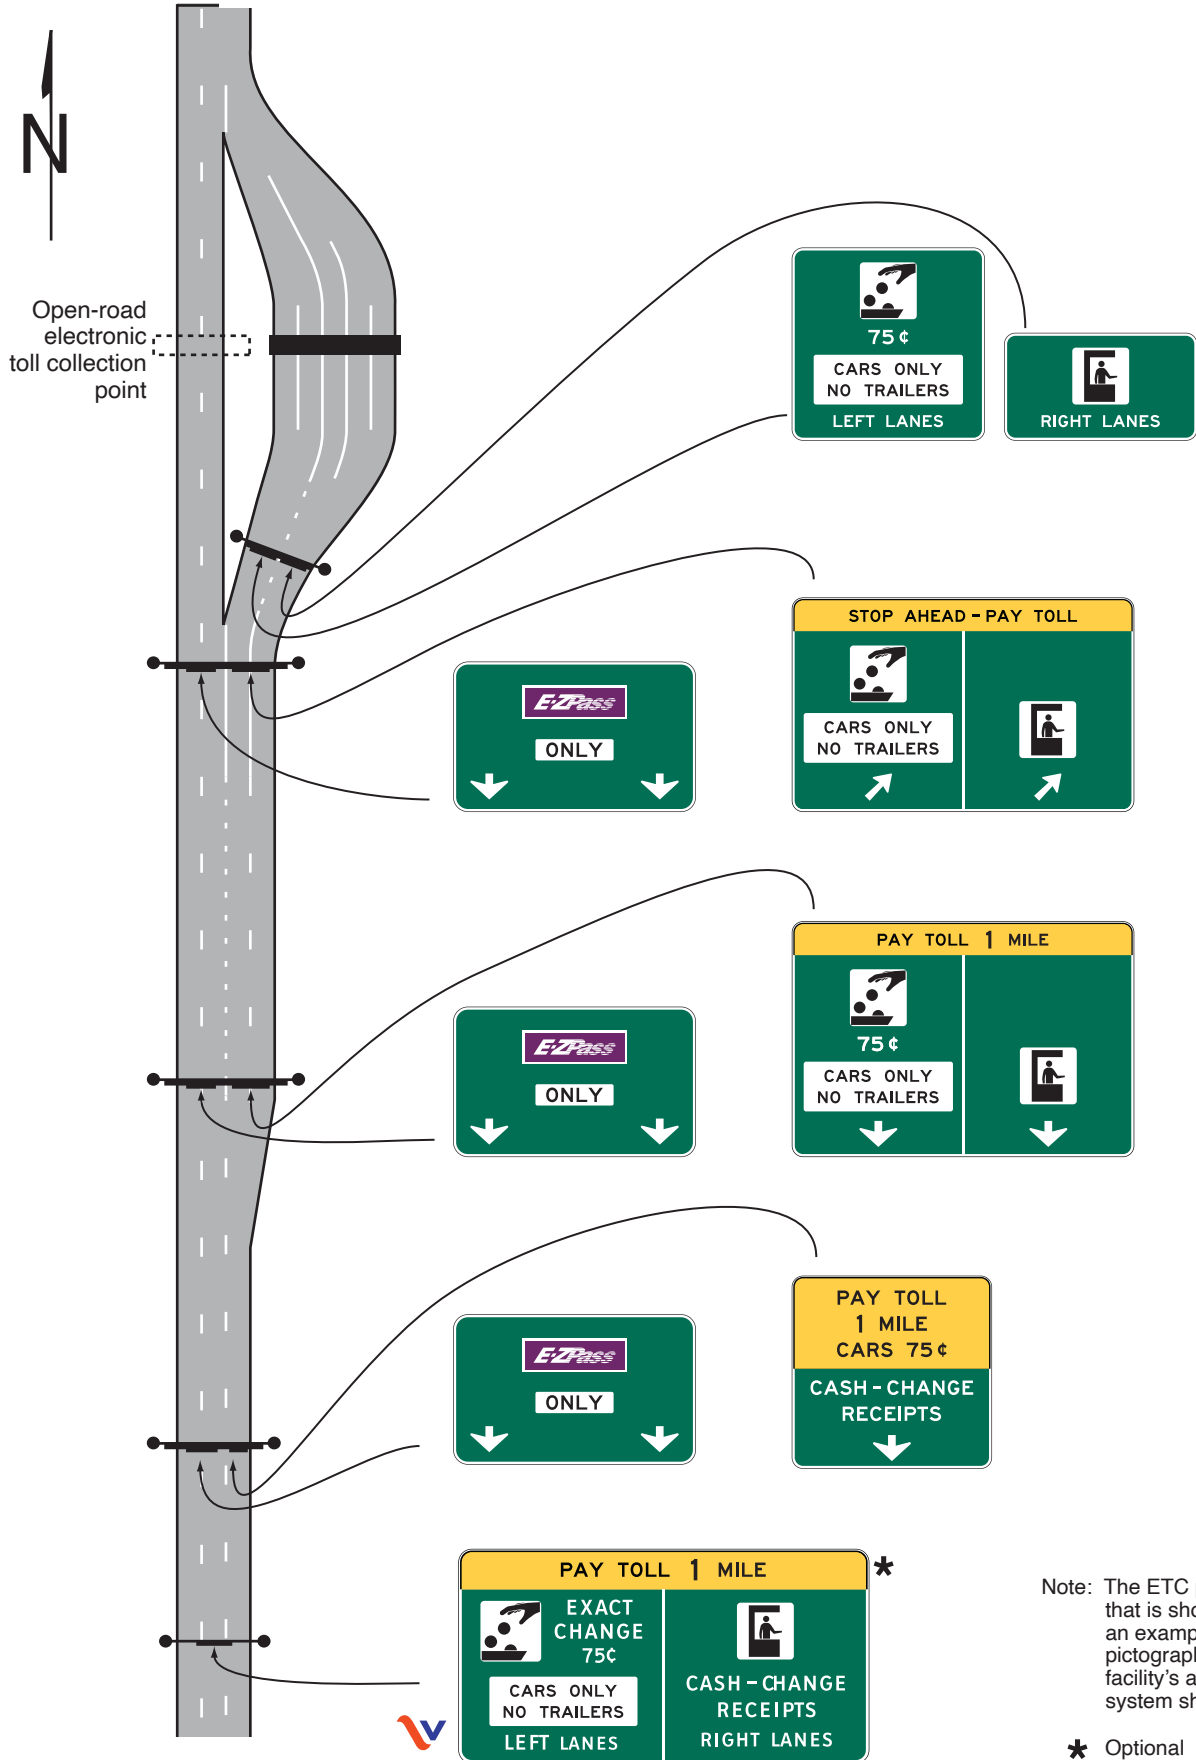 N
Open-road
electronic
toll collection
point
75 ¢
CARS ONLY
NO TRAILERS
LEFT LANES
RIGHT LANES
STOP AHEAD - PAY TOLL
CARS ONLY
NO TRAILERS
E-ZPass
ONLY
PAY TOLL 1 MILE
75 ¢
CARS ONLY
NO TRAILERS
E-ZPass
ONLY
PAY TOLL
1 MILE
CARS 75 ¢
CASH - CHANGE
RECEIPTS
E-ZPass
ONLY
PAY TOLL 1 MILE *
EXACT
CHANGE
75¢
CARS ONLY
NO TRAILERS
LEFT LANES
CASH - CHANGE
RECEIPTS
RIGHT LANES
Note: The ETC
that is sho
an examp
pictograph
facility's a
system sh
* Optional